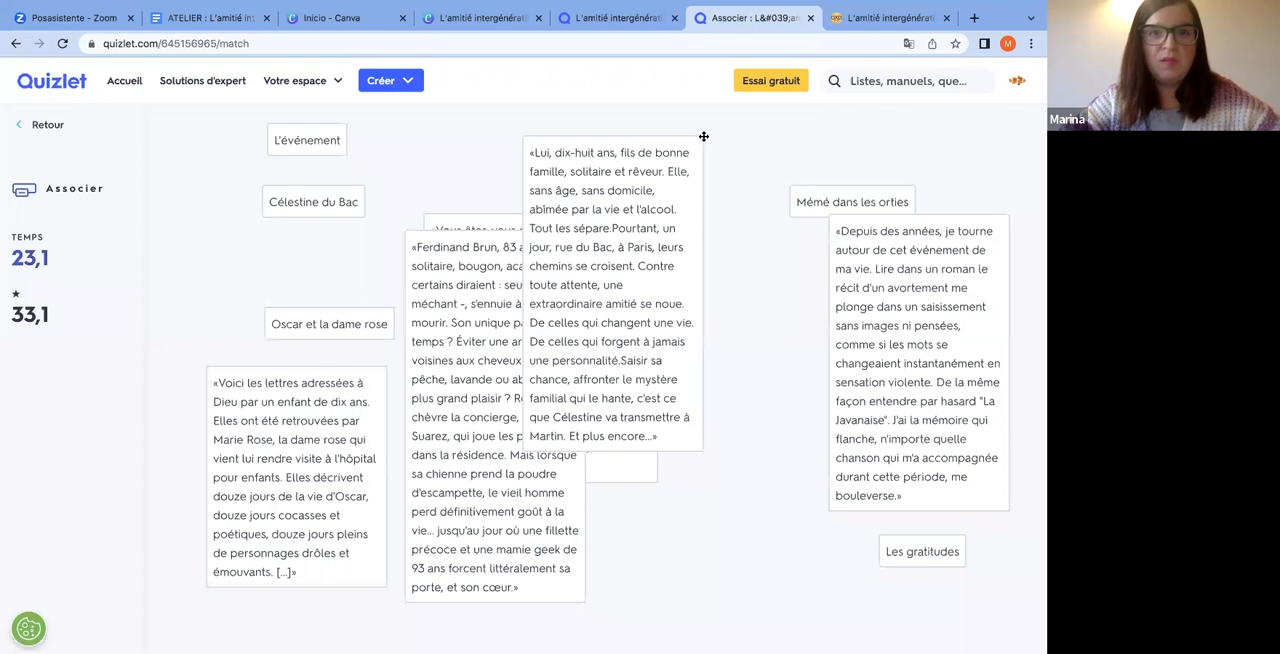 Posasistente - Zoom
ATELIER : L'amitié int
Inicio - Canva
L'amitié intergénérati
L'amitié intergénérati
Associer : L&#039;am
L'amitié intergénérati
quizlet.com/645156965/match
M
Quizlet
Accueil
Solutions d'expert
Votre espace
Créer
Essai gratuit
Listes, manuels, que...
Marina
Retour
Associer
TEMPS
23,1
33,1
L'événement
Célestine du Bac
Oscar et la dame rose
Mémé dans les orties
Les gratitudes
«Voici les lettres adressées à
Dieu par un enfant de dix ans.
Elles ont été retrouvées par
Marie Rose, la dame rose qui
vient lui rendre visite à l'hôpital
pour enfants. Elles décrivent
douze jours de la vie d'Oscar,
douze jours cocasses et
poétiques, douze jours pleins
de personnages drôles et
émouvants. [...]»
«Ferdinand Brun, 83 a
solitaire, bougon, aca
certains diraient : seu
méchant -, s'ennuie à
mourir. Son unique pa
temps ? Éviter une ar
voisines aux cheveux
pêche, lavande ou ab
plus grand plaisir ? R
chèvre la concierge,
Suarez, qui joue les p
dans la résidence. Mais lorsque
sa chienne prend la poudre
d'escampette, le vieil homme
perd définitivement goût à la
vie... jusqu'au jour où une fillette
précoce et une mamie geek de
93 ans forcent littéralement sa
porte, et son cœur.»
«Lui, dix-huit ans, fils de bonne
famille, solitaire et rêveur. Elle,
sans âge, sans domicile,
abîmée par la vie et l'alcool.
Tout les sépare.Pourtant, un
jour, rue du Bac, à Paris, leurs
chemins se croisent. Contre
toute attente, une
extraordinaire amitié se noue.
De celles qui changent une vie.
De celles qui forgent à jamais
une personnalité.Saisir sa
chance, affronter le mystère
familial qui le hante, c'est ce
que Célestine va transmettre à
Martin. Et plus encore...»
«Depuis des années, je tourne
autour de cet événement de
ma vie. Lire dans un roman le
récit d'un avortement me
plonge dans un saisissement
sans images ni pensées,
comme si les mots se
changeaient instantanément en
sensation violente. De la même
façon entendre par hasard "La
Javanaise". J'ai la mémoire qui
flanche, n'importe quelle
chanson qui m'a accompagnée
durant cette période, me
bouleverse.»